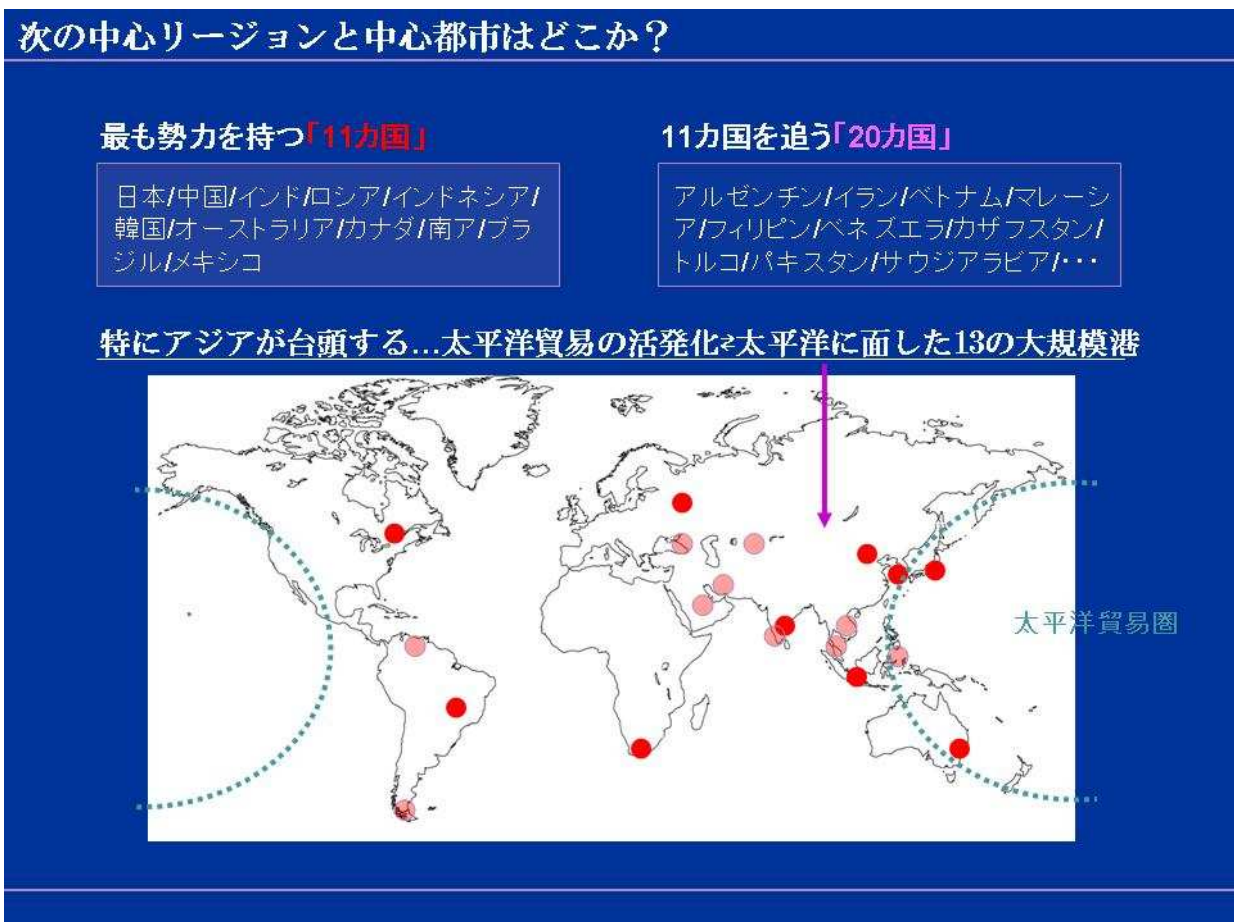 次の中心リージョンと中心都市はどこか？
最も勢力を持つ「11カ国」
日本/中国/インド/ロシア/インドネシア/
韓国/オーストラリア/カナダ/南ア/ブラ
ジル/メキシコ
11カ国を追う「20カ国」
アルゼンチン/イラン/ベトナム/マレーシ
ア/フィリピン/ベネズエラ/カザフスタン/
トルコ/パキスタン/サウジアラビア/・・・
特にアジアが台頭する...太平洋貿易の活発化⇄太平洋に面した13の大規模港
太平洋貿易圏